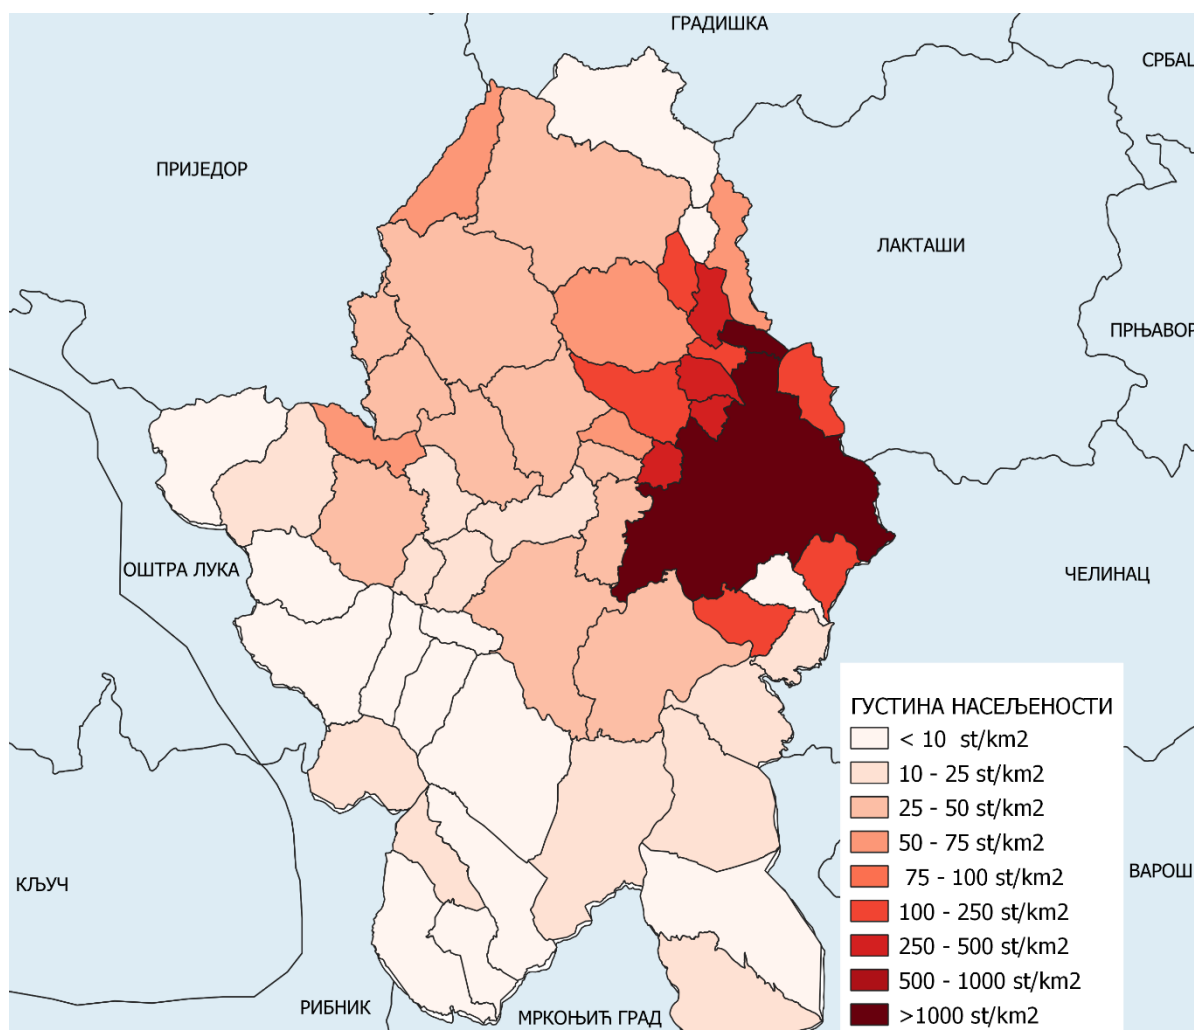 ГРАДИШКА
СРБАЦ
ПРИЈЕДОР
ЛАКТАШИ
ПРЊАВОР
ОШТРА ЛУКА
ЧЕЛИНАЦ
ГУСТИНА НАСЕЉЕНОСТИ
< 10 st/km2
10 - 25 st/km2
25 - 50 st/km2
50 - 75 st/km2
75 - 100 st/km2
100 - 250 st/km2
250 - 500 st/km2
500 - 1000 st/km2
>1000 st/km2
КЉУЧ
ВАРОШ
РИБНИК
МРКОЊИЋ ГРАД